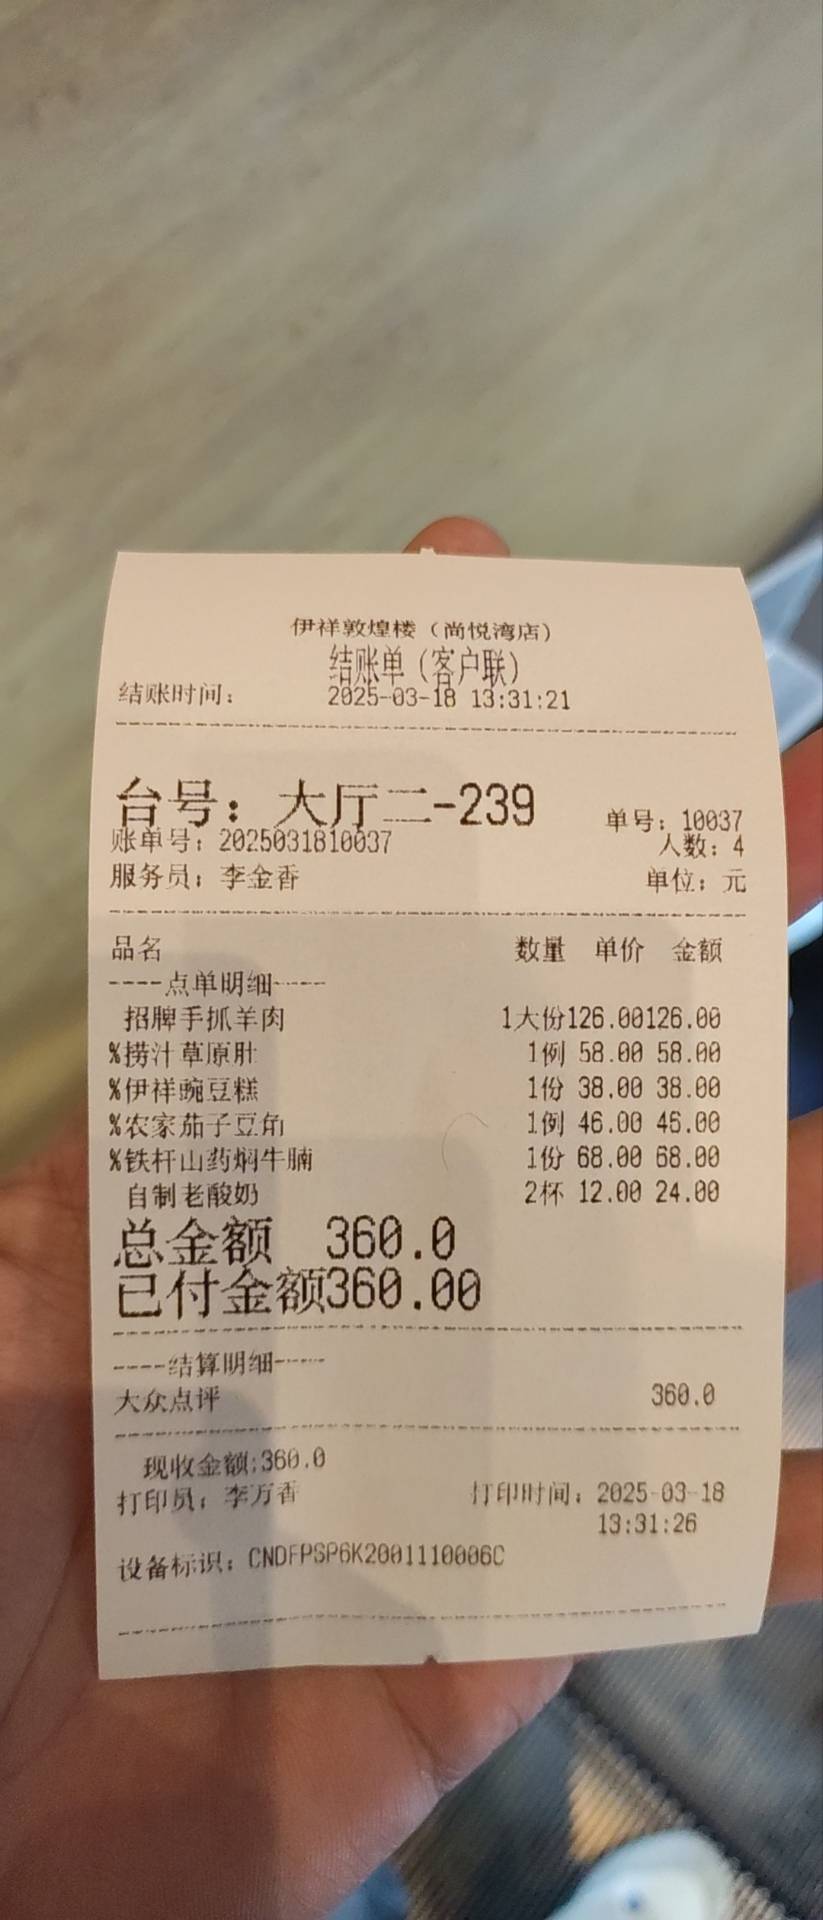 伊祥敦煌楼（尚悦湾店）
结账单（客户联）
结账时间： 2025-03-18 13:31:21
台号：大厅二-239 单号：10037
账单号：2025031810037 人数：4
服务员：李金香 单位：元
品名 数量 单价 金额
----点单明细-----
招牌手抓羊肉 1大份126.00126.00
%捞汁草原肚 1例 58.00 58.00
%伊祥豌豆糕 1份 38.00 38.00
%农家茄子豆角 1例 46.00 46.00
%铁杆山药焖牛腩 1份 68.00 68.00
自制老酸奶 2杯 12.00 24.00
总金额 360.0
已付金额360.00
----结算明细-----
大众点评 360.0
现收金额:360.0
打印员：李万香 打印时间：2025-03-18
13:31:26
设备标识：CNDFPSP6K2001110006C